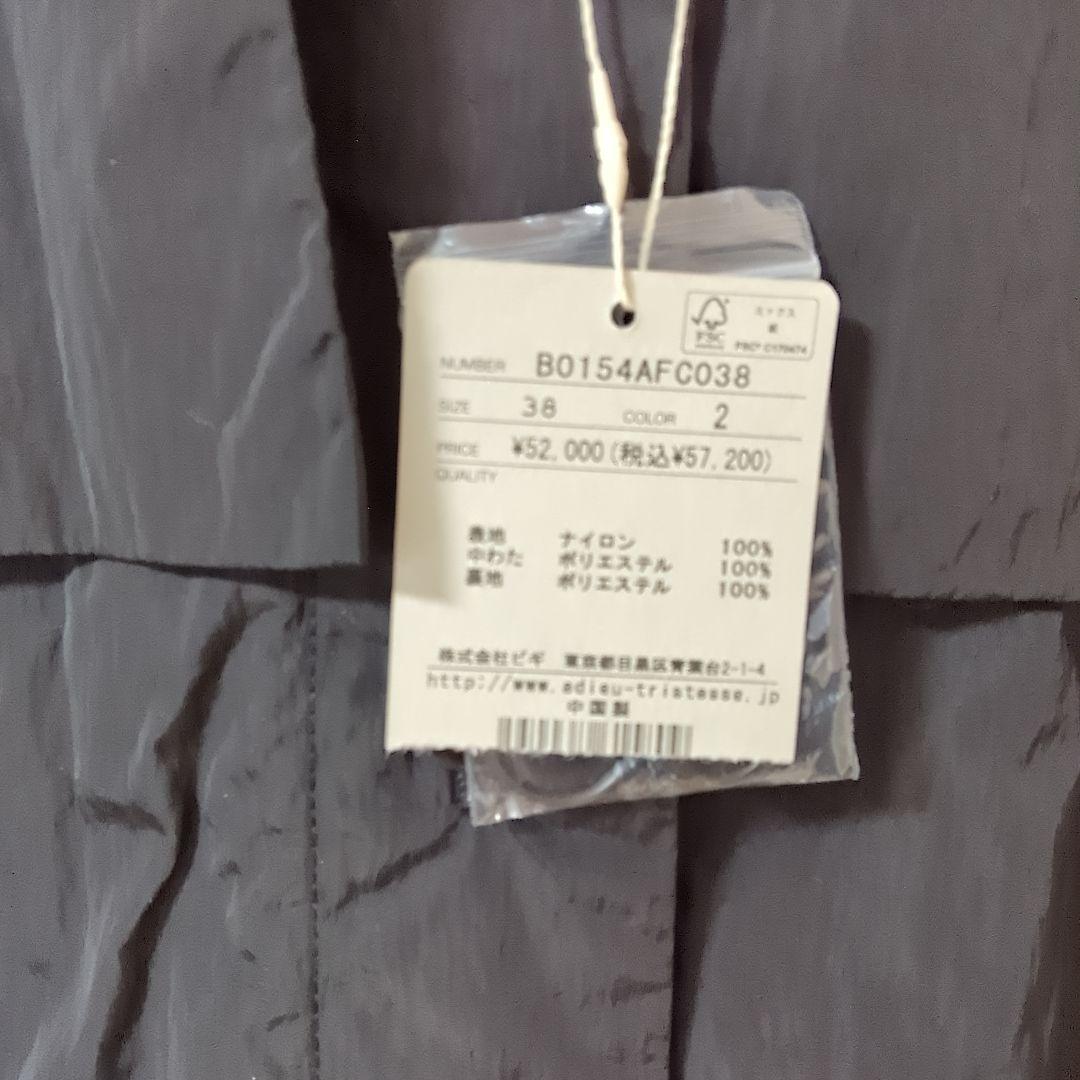 FSC
ミックス
紙
FSC® C170474
NUMBER B0154AFC038
SIZE 38 COLOR 2
PRICE ¥52,000(税込¥57,200)
QUALITY
表地 ナイロン 100%
中わた ポリエステル 100%
裏地 ポリエステル 100%
株式会社ビギ 東京都目黒区青葉台2-1-4
http://www.adieu-tristesse.jp
中国製